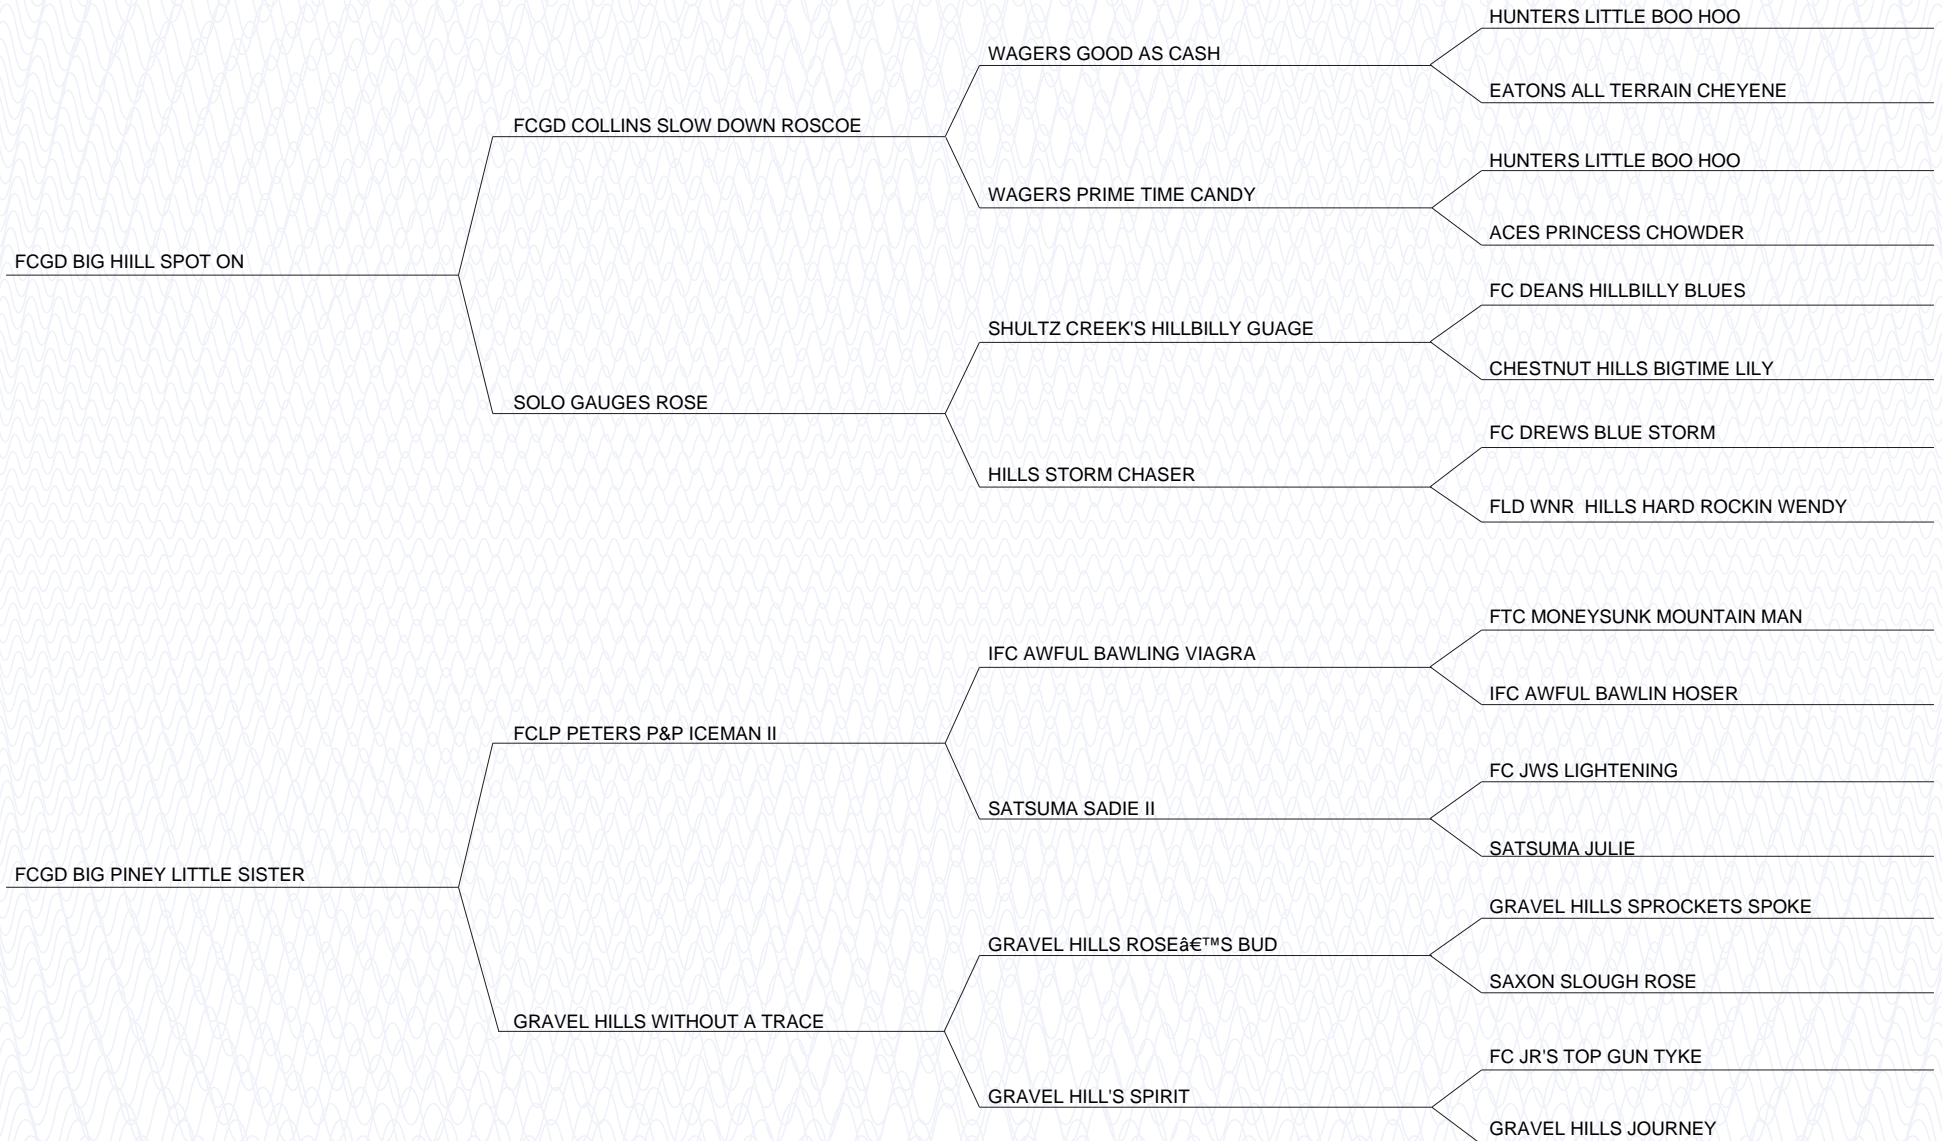 HUNTERS LITTLE BOO HOO
WAGERS GOOD AS CASH
EATONS ALL TERRAIN CHEYENE
FCGD COLLINS SLOW DOWN ROSCOE
HUNTERS LITTLE BOO HOO
WAGERS PRIME TIME CANDY
ACES PRINCESS CHOWDER
FCGD BIG HIILL SPOT ON
FC DEANS HILLBILLY BLUES
SHULTZ CREEK'S HILLBILLY GUAGE
CHESTNUT HILLS BIGTIME LILY
SOLO GAUGES ROSE
FC DREWS BLUE STORM
HILLS STORM CHASER
FLD WNR  HILLS HARD ROCKIN WENDY
FTC MONEYSUNK MOUNTAIN MAN
IFC AWFUL BAWLING VIAGRA
IFC AWFUL BAWLIN HOSER
FCLP PETERS P&P ICEMAN II
FC JWS LIGHTENING
SATSUMA SADIE II
SATSUMA JULIE
FCGD BIG PINEY LITTLE SISTER
GRAVEL HILLS SPROCKETS SPOKE
GRAVEL HILLS ROSEâ€™S BUD
SAXON SLOUGH ROSE
GRAVEL HILLS WITHOUT A TRACE
FC JR'S TOP GUN TYKE
GRAVEL HILL'S SPIRIT
GRAVEL HILLS JOURNEY